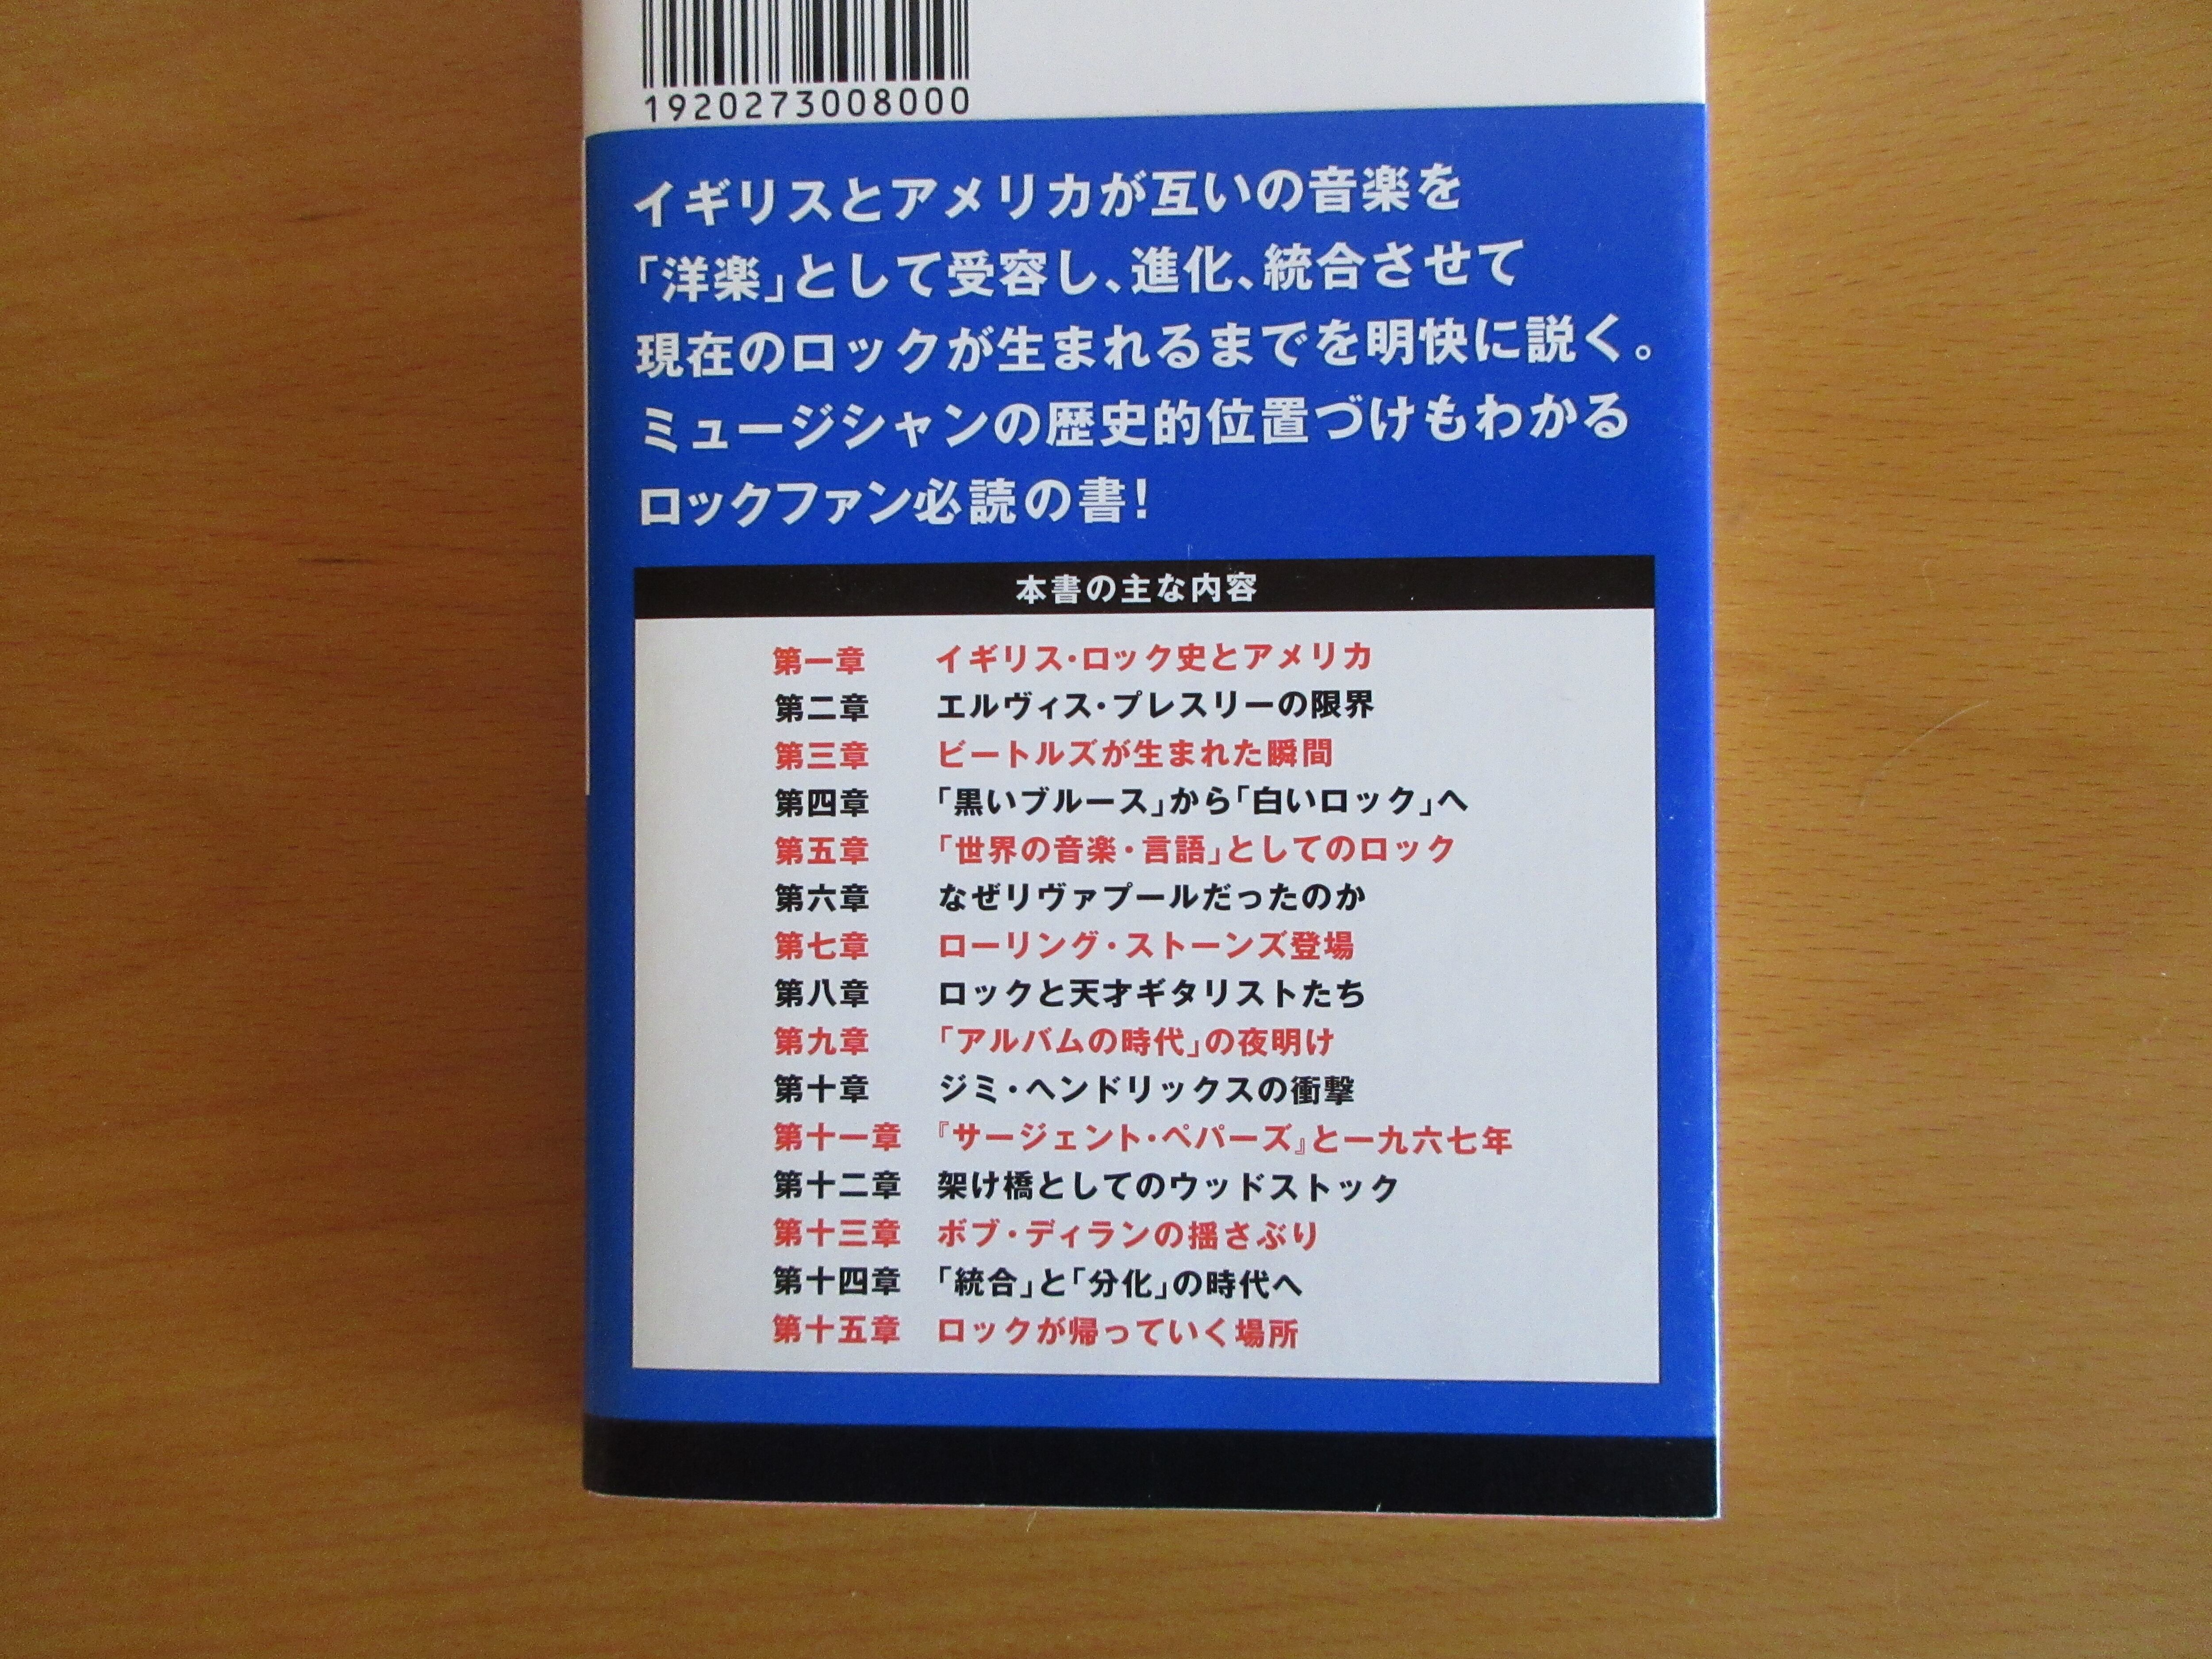 1920273008000
イギリスとアメリカが互いの音楽を
「洋楽」として受容し、進化、統合させて
現在のロックが生まれるまでを明快に説く。
ミュージシャンの歴史的位置づけもわかる
ロックファン必読の書！
本書の主な内容
第一章 イギリス・ロック史とアメリカ
第二章 エルヴィス・プレスリーの限界
第三章 ビートルズが生まれた瞬間
第四章 「黒いブルース」から「白いロック」へ
第五章 「世界の音楽・言語」としてのロック
第六章 なぜリヴァプールだったのか
第七章 ローリング・ストーンズ登場
第八章 ロックと天才ギタリストたち
第九章 「アルバムの時代」の夜明け
第十章 ジミ・ヘンドリックスの衝撃
第十一章 『サージェント・ペパーズ』と一九六七年
第十二章 架け橋としてのウッドストック
第十三章 ボブ・ディランの揺さぶり
第十四章 「統合」と「分化」の時代へ
第十五章 ロックが帰っていく場所